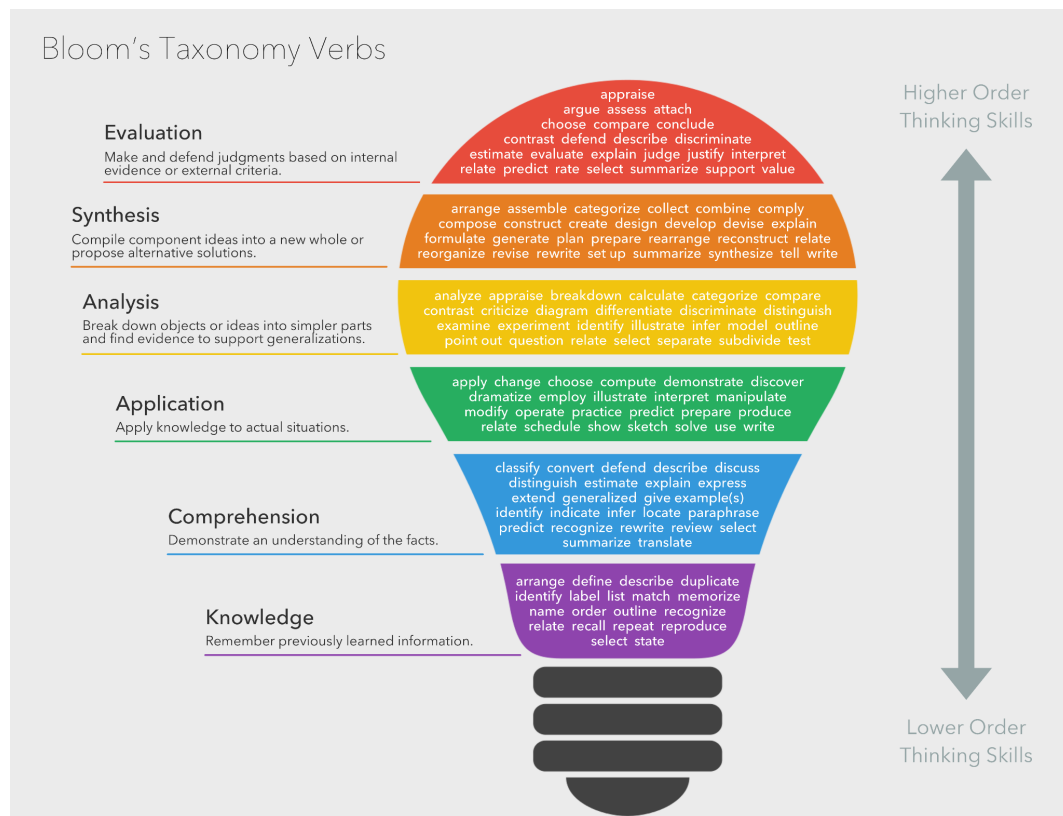 Bloom's Taxonomy Verbs
Higher Order
Thinking Skills
Evaluation
Make and defend judgments based on internal
evidence or external criteria.
appraise
argue assess attach
choose compare conclude
contrast defend describe discriminate
estimate evaluate explain judge justify interpret
relate predict rate select summarize support value
Synthesis
Compile component ideas into a new whole or
propose alternative solutions.
arrange assemble categorize collect combine comply
compose construct create design develop devise explain
formulate generate plan prepare rearrange reconstruct relate
reorganize revise rewrite set up summarize synthesize tell write
Analysis
Break down objects or ideas into simpler parts
and find evidence to support generalizations.
analyze appraise breakdown calculate categorize compare
contrast criticize diagram differentiate discriminate distinguish
examine experiment identify illustrate infer model outline
point out question relate select separate subdivide test
Application
Apply knowledge to actual situations.
apply change choose compute demonstrate discover
dramatize employ illustrate interpret manipulate
modify operate practice predict prepare produce
relate schedule show sketch solve use write
Comprehension
Demonstrate an understanding of the facts.
classify convert defend describe discuss
distinguish estimate explain express
extend generalized give example(s)
identify indicate infer locate paraphrase
predict recognize rewrite review select
summarize translate
Knowledge
Remember previously learned information.
arrange define describe duplicate
identify label list match memorize
name order outline recognize
relate recall repeat reproduce
select state
Lower Order
Thinking Skills